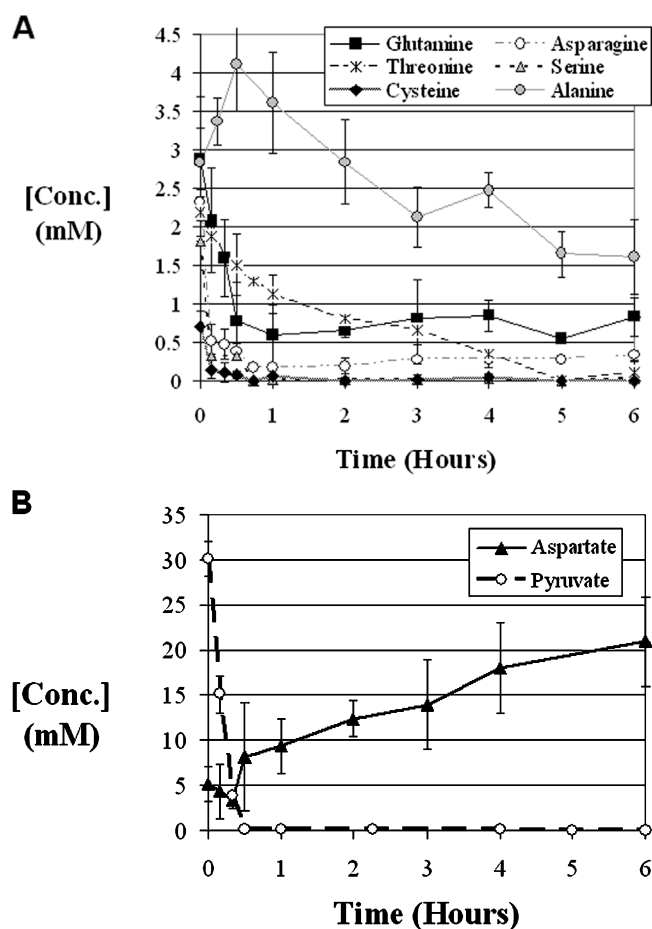 A
4.5
4
3.5
3
2.5
2
1.5
1
0.5
0
[Conc.]
(mM)
Glutamine
Asparagine
Threonine
Serine
Cysteine
Alanine
0 1 2 3 4 5 6
Time (Hours)
B
35
30
25
20
15
10
5
0
[Conc.]
(mM)
Aspartate
Pyruvate
0 1 2 3 4 5 6
Time (Hours)